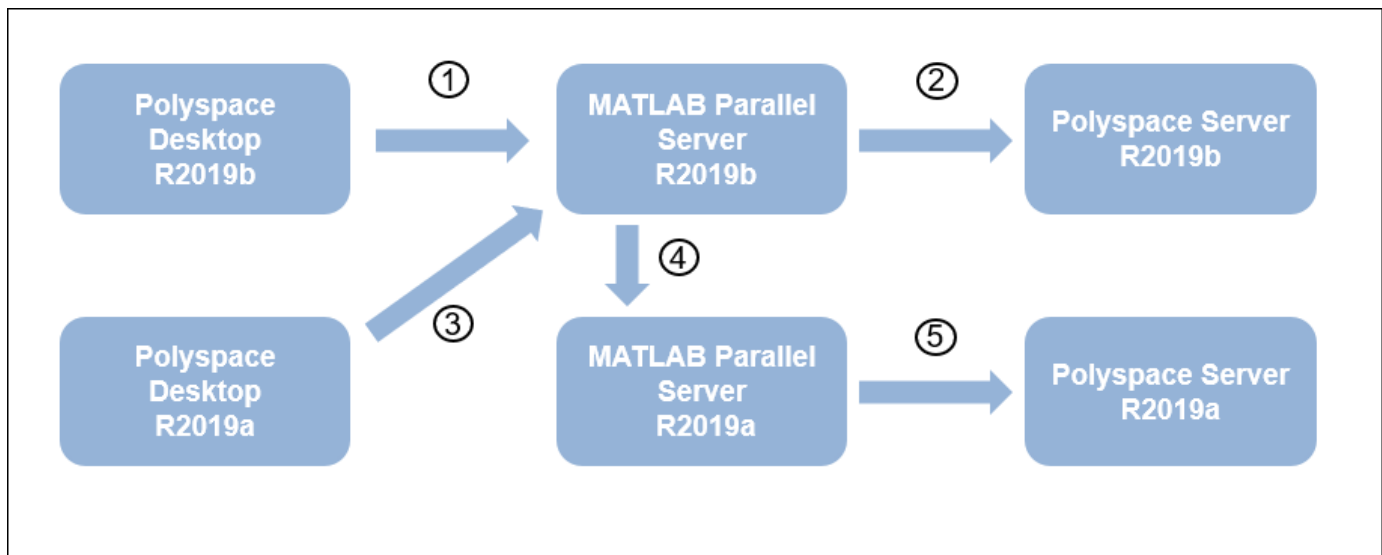 Polyspace
Desktop
R2019b
①
MATLAB Parallel
Server
R2019b
②
Polyspace Server
R2019b
③
④
Polyspace
Desktop
R2019a
MATLAB Parallel
Server
R2019a
⑤
Polyspace Server
R2019a